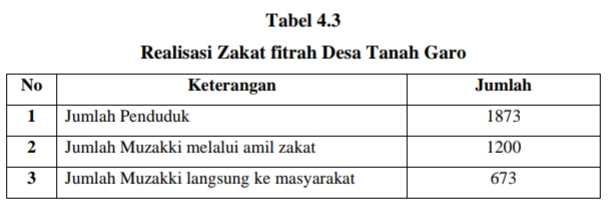 Tabel 4.3
Realisasi Zakat fitrah Desa Tanah Garo
No Keterangan Jumlah
1 Jumlah Penduduk 1873
2 Jumlah Muzakki melalui amil zakat 1200
3 Jumlah Muzakki langsung ke masyarakat 673